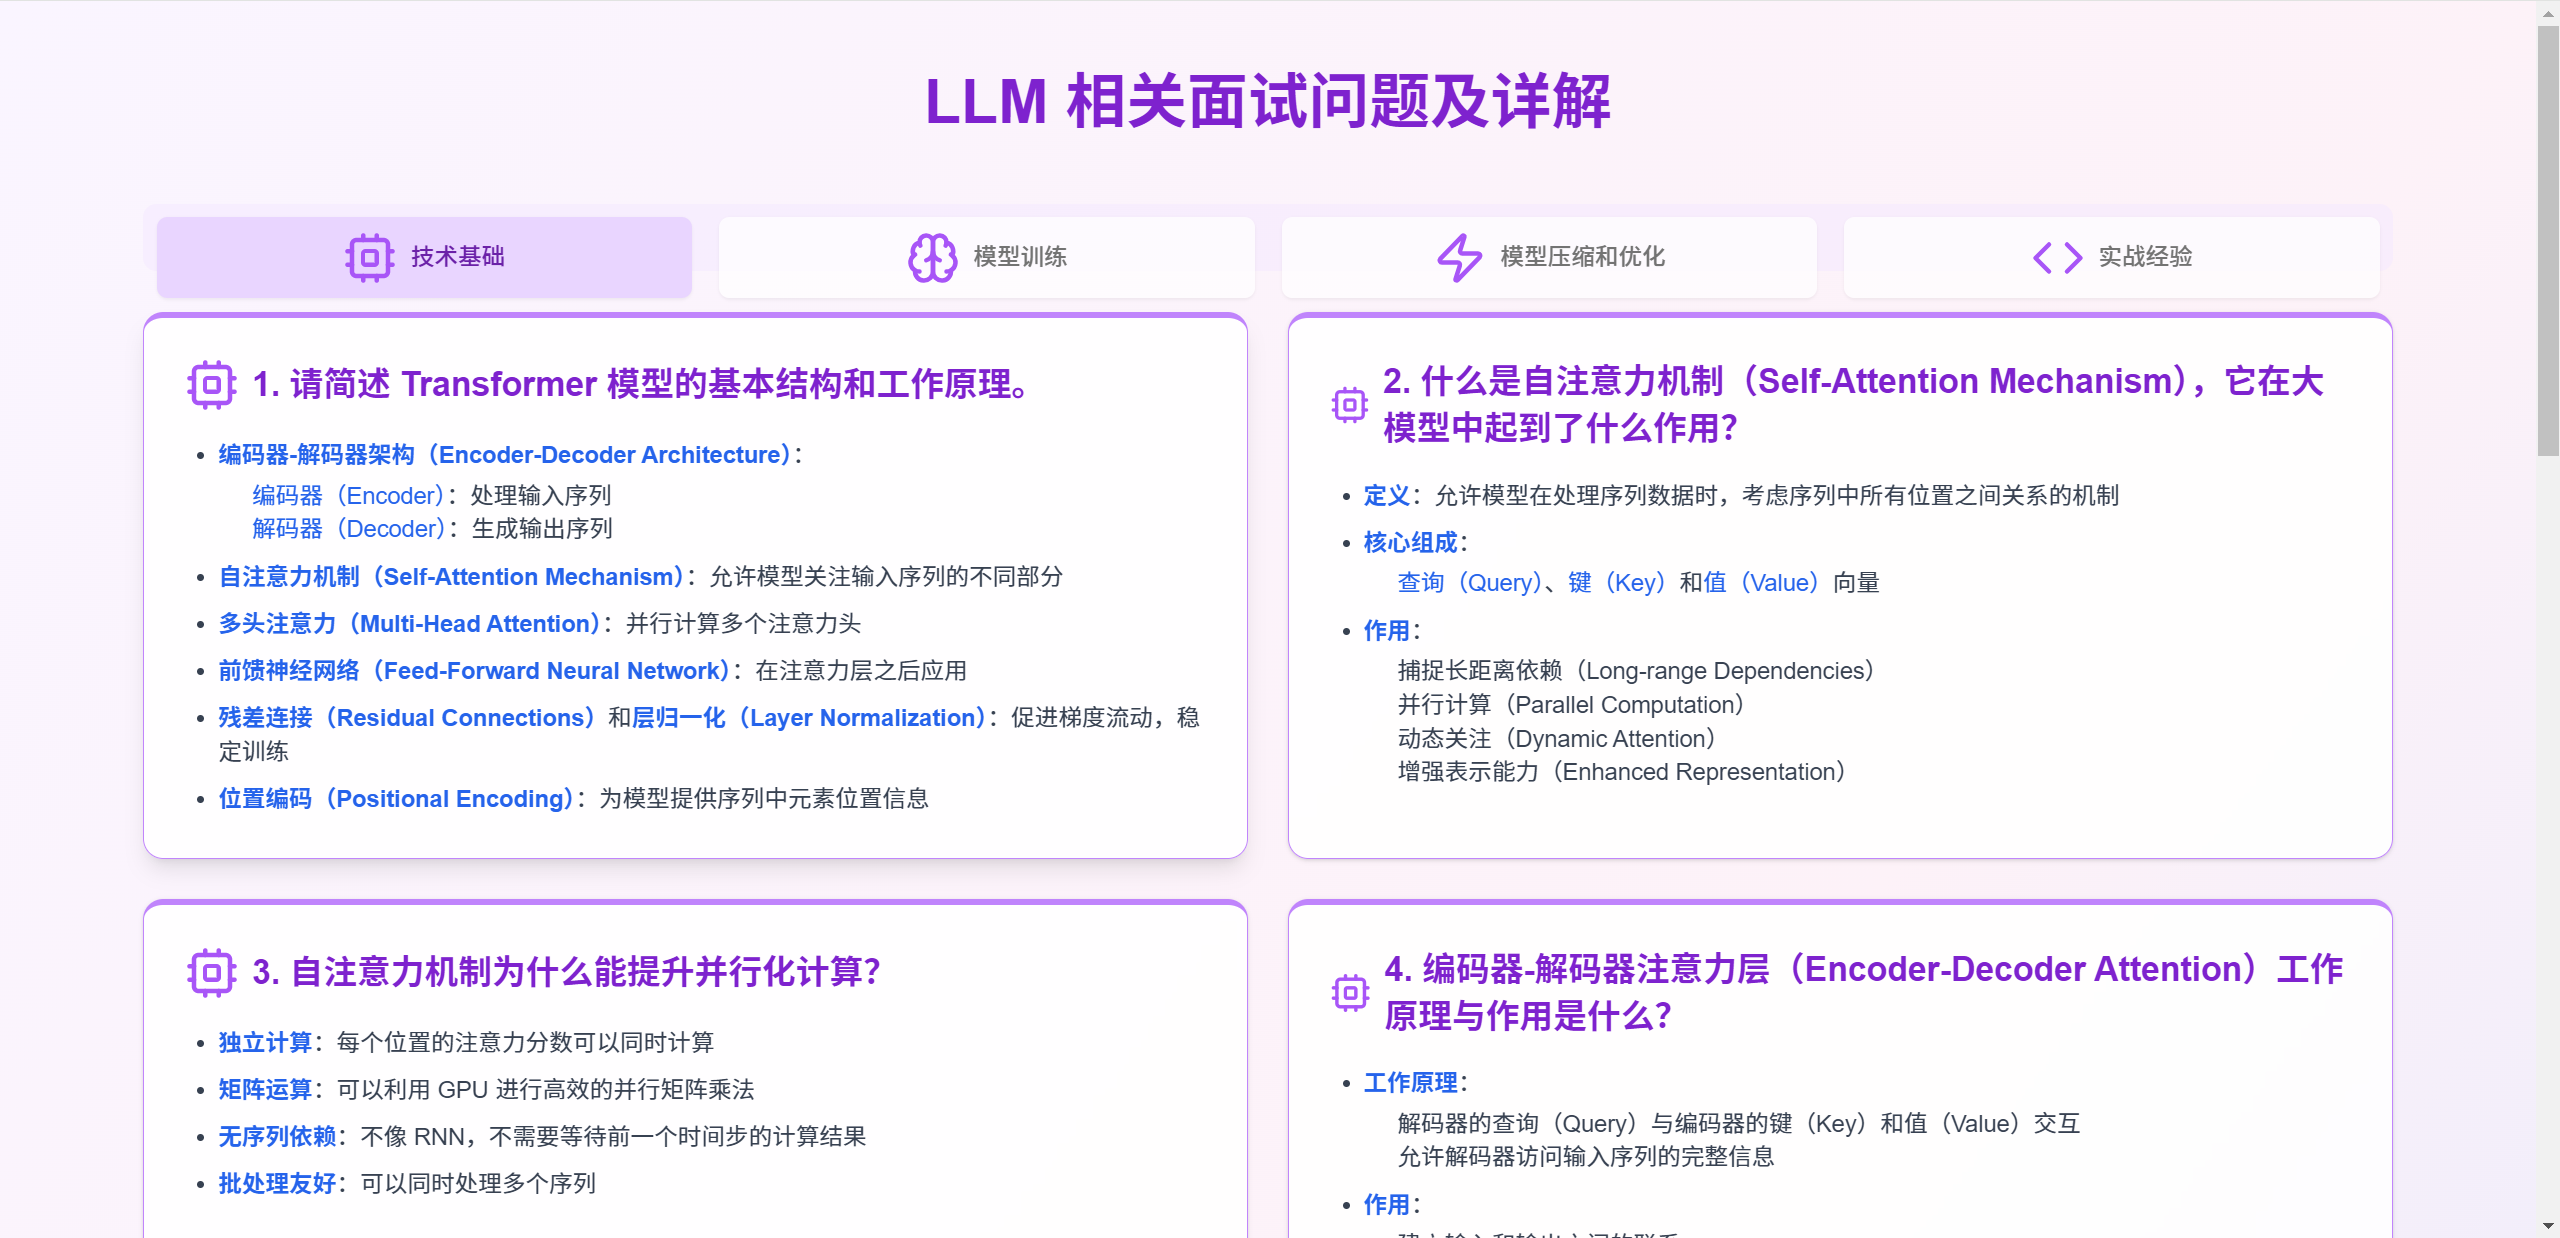 LLM 相关面试问题及详解
技术基础
模型训练
模型压缩和优化
实战经验
1. 请简述 Transformer 模型的基本结构和工作原理。
编码器-解码器架构（Encoder-Decoder Architecture）：
编码器（Encoder）：处理输入序列
解码器（Decoder）：生成输出序列
自注意力机制（Self-Attention Mechanism）：允许模型关注输入序列的不同部分
多头注意力（Multi-Head Attention）：并行计算多个注意力头
前馈神经网络（Feed-Forward Neural Network）：在注意力层之后应用
残差连接（Residual Connections）和层归一化（Layer Normalization）：促进梯度流动，稳
定训练
位置编码（Positional Encoding）：为模型提供序列中元素位置信息
2. 什么是自注意力机制（Self-Attention Mechanism），它在大
模型中起到了什么作用？
定义：允许模型在处理序列数据时，考虑序列中所有位置之间关系的机制
核心组成：
查询（Query）、键（Key）和值（Value）向量
作用：
捕捉长距离依赖（Long-range Dependencies）
并行计算（Parallel Computation）
动态关注（Dynamic Attention）
增强表示能力（Enhanced Representation）
3. 自注意力机制为什么能提升并行化计算？
独立计算：每个位置的注意力分数可以同时计算
矩阵运算：可以利用 GPU 进行高效的并行矩阵乘法
无序列依赖：不像 RNN，不需要等待前一个时间步的计算结果
批处理友好：可以同时处理多个序列
4. 编码器-解码器注意力层（Encoder-Decoder Attention）工作
原理与作用是什么？
工作原理：
解码器的查询（Query）与编码器的键（Key）和值（Value）交互
允许解码器访问输入序列的完整信息
作用：